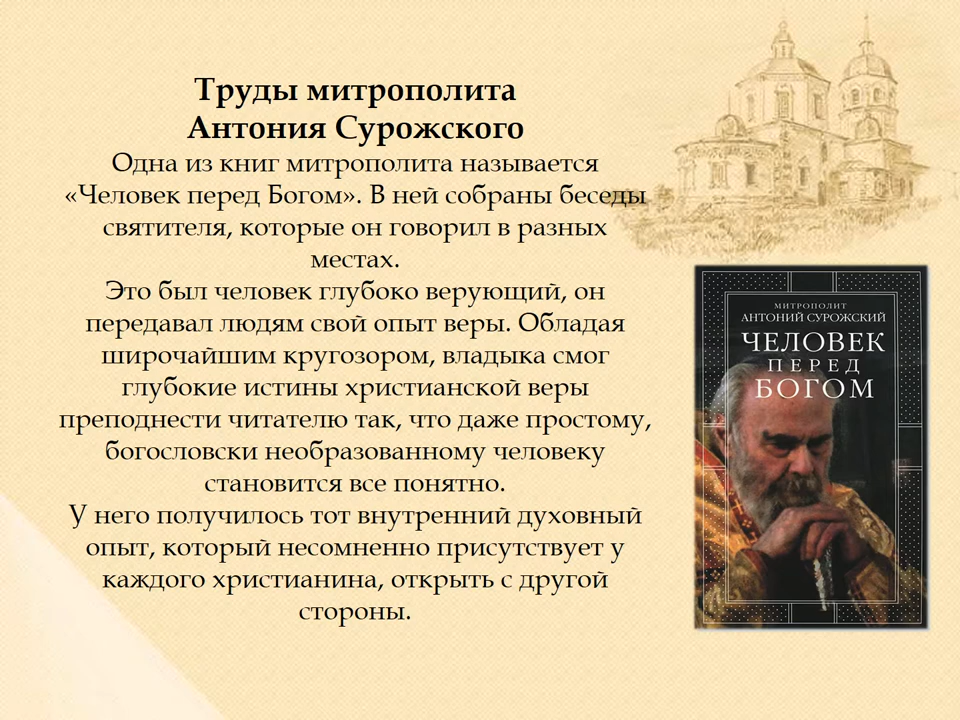 Труды митрополита
Антония Сурожского
Одна из книг митрополита называется
«Человек перед Богом». В ней собраны беседы
святителя, которые он говорил в разных
местах.
Это был человек глубоко верующий, он
передавал людям свой опыт веры. Обладая
широчайшим кругозором, владыка смог
глубокие истины христианской веры
преподнести читателю так, что даже простому,
богословски необразованному человеку
становится все понятно.
У него получилось тот внутренний духовный
опыт, который несомненно присутствует у
каждого христианина, открыть с другой
стороны.
МИТРОПОЛИТ
АНТОНИЙ СУРОЖСКИЙ
ЧЕЛОВЕК
ПЕРЕД
БОГОМ